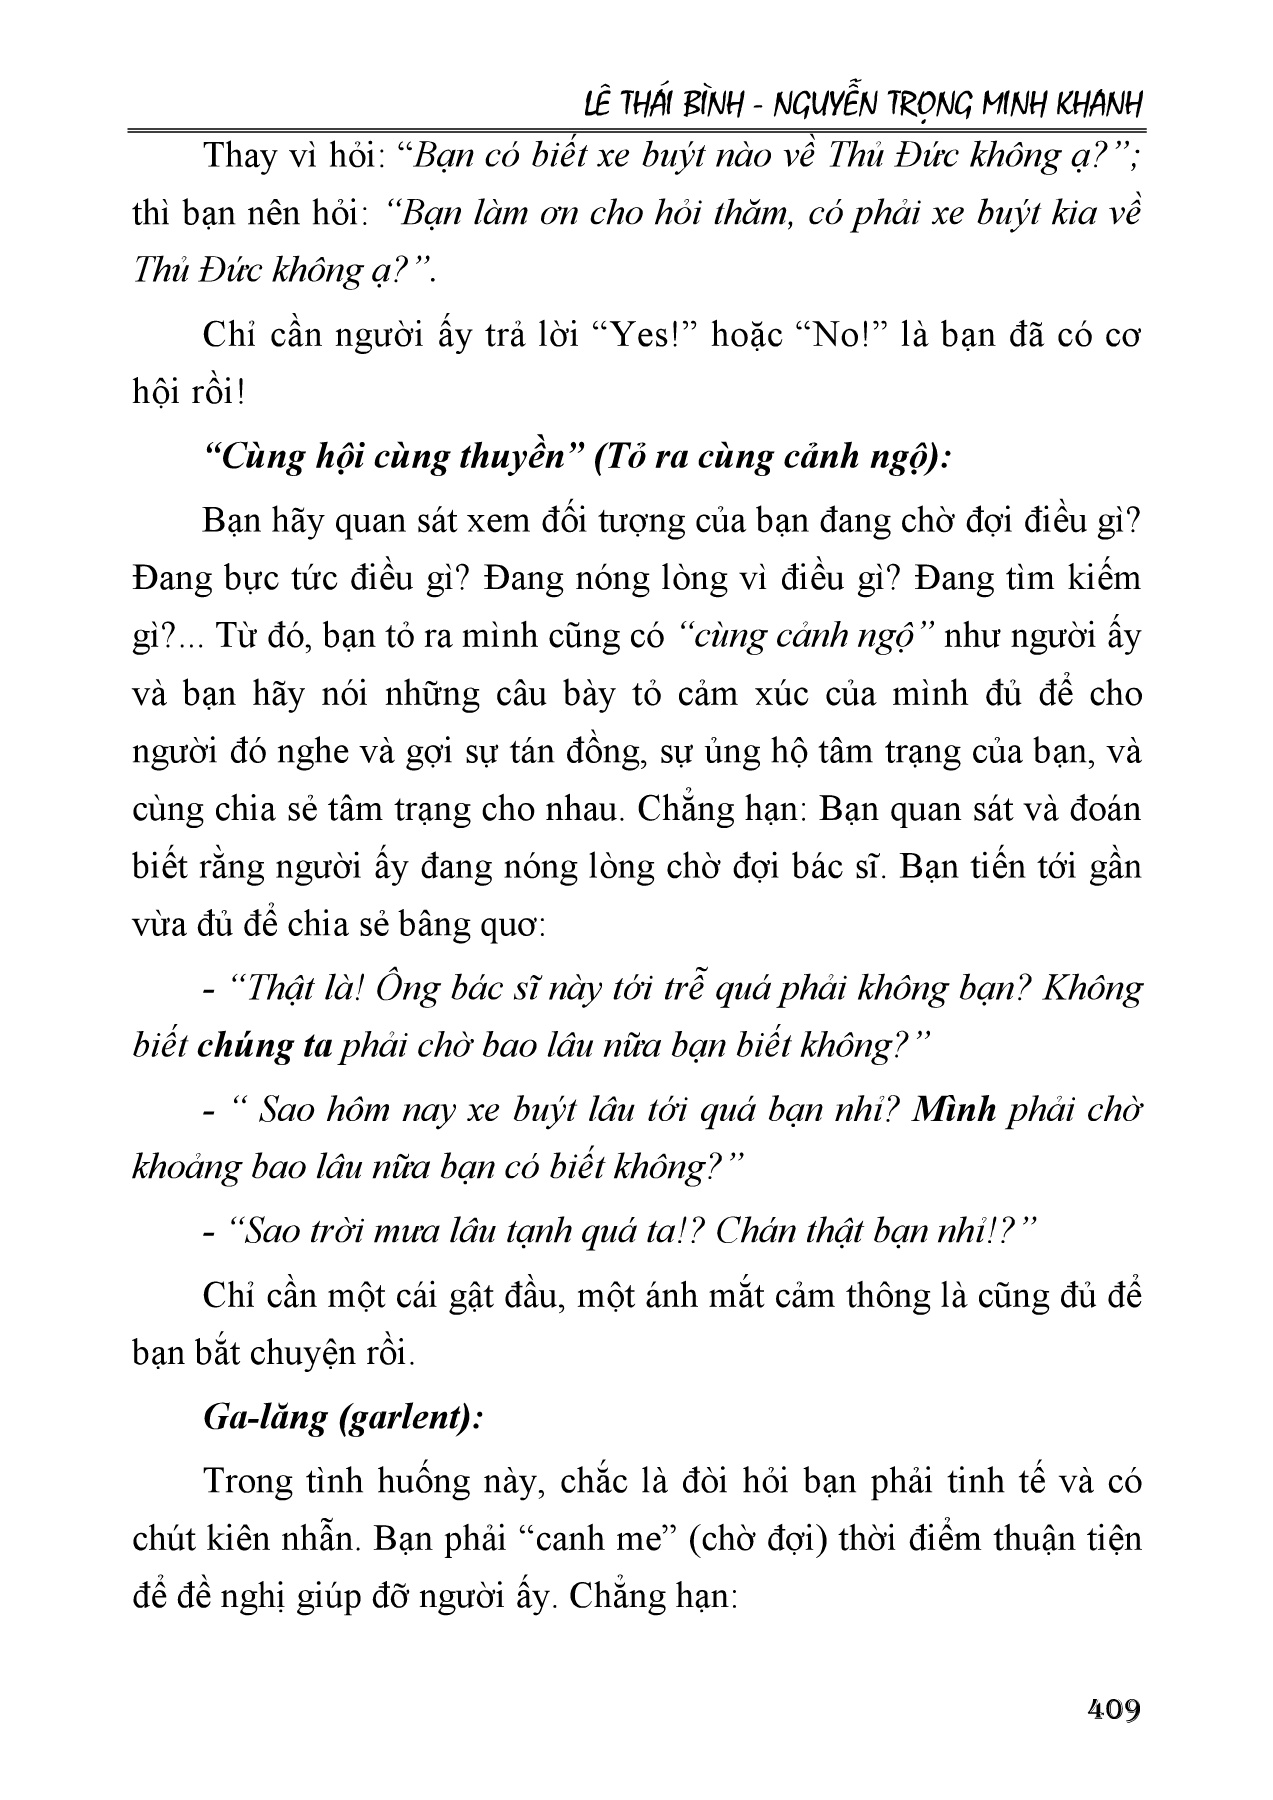 LÊ THÁI BÌNH - NGUYỄN TRỌNG MINH KHANH
Thay vì hỏi: “Bạn có biết xe buýt nào về Thủ Đức không ạ?”;
thì bạn nên hỏi: “Bạn làm ơn cho hỏi thăm, có phải xe buýt kia về
Thủ Đức không ạ?”.
Chỉ cần người ấy trả lời “Yes!” hoặc “No!” là bạn đã có cơ
hội rồi!
“Cùng hội cùng thuyền” (Tỏ ra cùng cảnh ngộ):
Bạn hãy quan sát xem đối tượng của bạn đang chờ đợi điều gì?
Đang bực tức điều gì? Đang nóng lòng vì điều gì? Đang tìm kiếm
gì?... Từ đó, bạn tỏ ra mình cũng có “cùng cảnh ngộ” như người ấy
và bạn hãy nói những câu bày tỏ cảm xúc của mình đủ để cho
người đó nghe và gợi sự tán đồng, sự ủng hộ tâm trạng của bạn, và
cùng chia sẻ tâm trạng cho nhau. Chẳng hạn: Bạn quan sát và đoán
biết rằng người ấy đang nóng lòng chờ đợi bác sĩ. Bạn tiến tới gần
vừa đủ để chia sẻ bâng quơ:
- “Thật là! Ông bác sĩ này tới trễ quá phải không bạn? Không
biết chúng ta phải chờ bao lâu nữa bạn biết không?”
- “ Sao hôm nay xe buýt lâu tới quá bạn nhỉ? Mình phải chờ
khoảng bao lâu nữa bạn có biết không?”
- “Sao trời mưa lâu tạnh quá ta!? Chán thật bạn nhỉ!?”
Chỉ cần một cái gật đầu, một ánh mắt cảm thông là cũng đủ để
bạn bắt chuyện rồi.
Ga-lăng (garlent):
Trong tình huống này, chắc là đòi hỏi bạn phải tinh tế và có
chút kiên nhẫn. Bạn phải “canh me” (chờ đợi) thời điểm thuận tiện
để đề nghị giúp đỡ người ấy. Chẳng hạn:
409